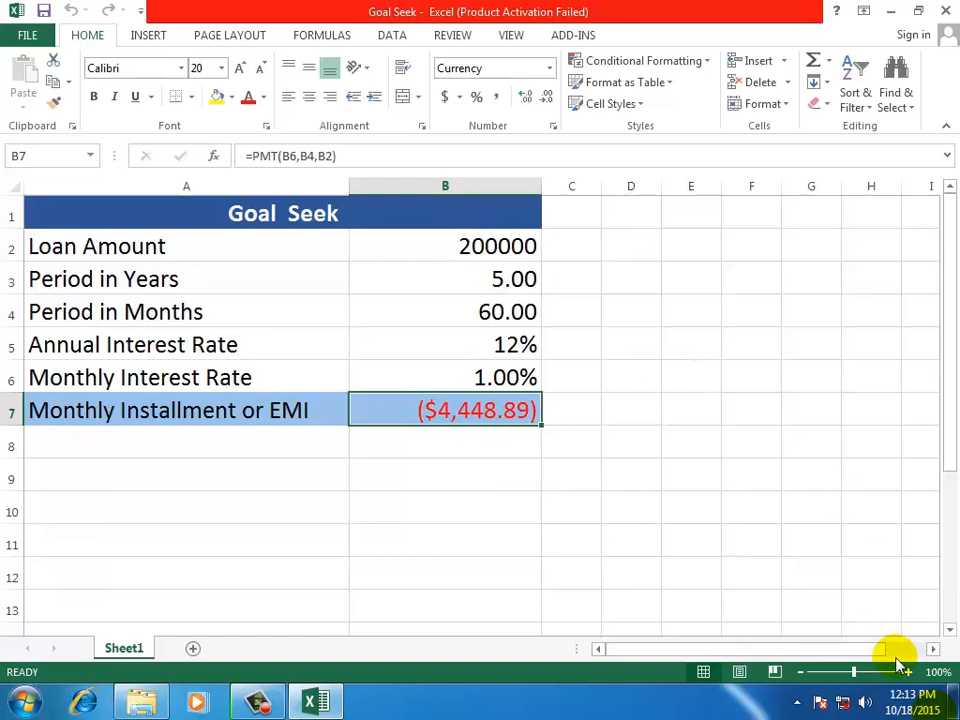 Goal Seek - Excel (Product Activation Failed)
FILE HOME INSERT PAGE LAYOUT FORMULAS DATA REVIEW VIEW ADD-INS Sign in
Paste
Calibri 20
B I U A
Currency
$ %
Conditional Formatting
Format as Table
Cell Styles
Insert
Delete
Format
Sort & Filter
Find & Select
Clipboard Font Alignment Number Styles Cells Editing
B7 fx =PMT(B6,B4,B2)
A B C D E F G H I
1 Goal Seek
2 Loan Amount 200000
3 Period in Years 5.00
4 Period in Months 60.00
5 Annual Interest Rate 12%
6 Monthly Interest Rate 1.00%
7 Monthly Installment or EMI ($4,448.89)
8
9
10
11
12
13
Sheet1
READY 100%
12:13 PM
10/18/2015